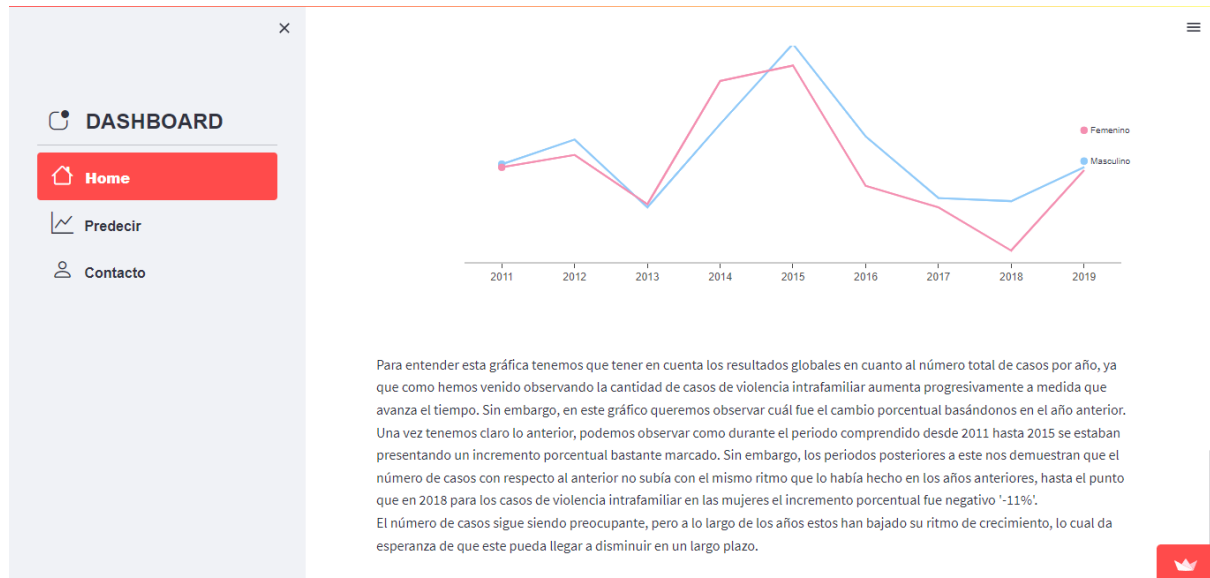 DASHBOARD
Home
Predecir
Contacto
Femenino
Masculino
2011 2012 2013 2014 2015 2016 2017 2018 2019
Para entender esta gráfica tenemos que tener en cuenta los resultados globales en cuanto al número total de casos por año, ya
que como hemos venido observando la cantidad de casos de violencia intrafamiliar aumenta progresivamente a medida que
avanza el tiempo. Sin embargo, en este gráfico queremos observar cuál fue el cambio porcentual basándonos en el año anterior.
Una vez tenemos claro lo anterior, podemos observar como durante el periodo comprendido desde 2011 hasta 2015 se estaban
presentando un incremento porcentual bastante marcado. Sin embargo, los periodos posteriores a este nos demuestran que el
número de casos con respecto al anterior no subía con el mismo ritmo que lo había hecho en los años anteriores, hasta el punto
que en 2018 para los casos de violencia intrafamiliar en las mujeres el incremento porcentual fue negativo '-11%'.
El número de casos sigue siendo preocupante, pero a lo largo de los años estos han bajado su ritmo de crecimiento, lo cual da
esperanza de que este pueda llegar a disminuir en un largo plazo.